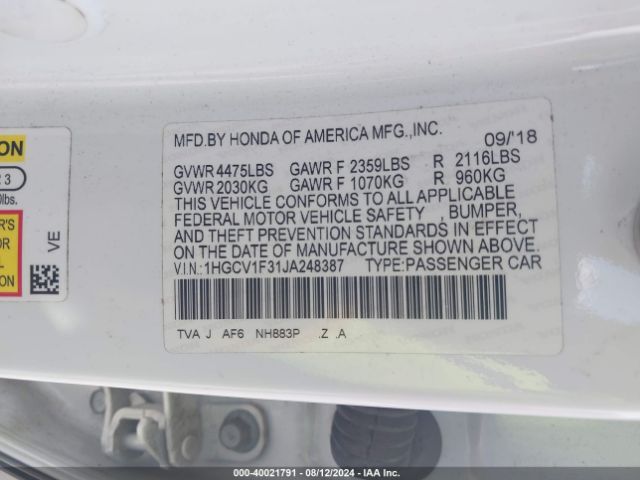 MFD.BY HONDA OF AMERICA MFG.,INC. 09/'18
GVWR 4475LBS GAWR F 2359LBS R 2116LBS
GVWR 2030KG GAWR F 1070KG R 960KG
THIS VEHICLE CONFORMS TO ALL APPLICABLE
FEDERAL MOTOR VEHICLE SAFETY , BUMPER,
AND THEFT PREVENTION STANDARDS IN EFFECT
ON THE DATE OF MANUFACTURE SHOWN ABOVE.
V.I.N.:1HGCV1F31JA248387 TYPE:PASSENGER CAR
TVA J AF6 NH883P .Z .A
VE
000-40021791 - 08/12/2024 - IAA Inc.